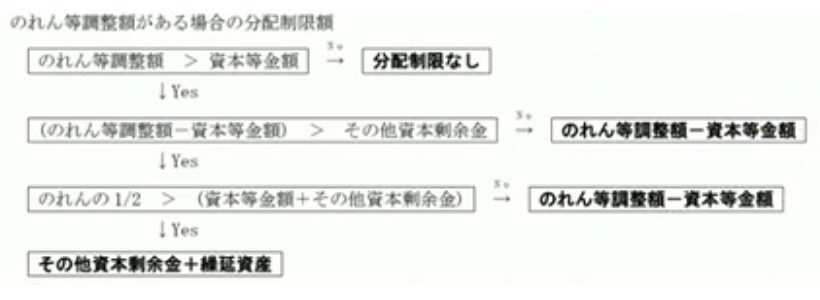 のれん等調整額がある場合の分配制限額
のれん等調整額 > 資本等金額 No → 分配制限なし
↓Yes
(のれん等調整額－資本等金額) > その他資本剰余金 No → のれん等調整額－資本等金額
↓Yes
のれんの1/2 > (資本等金額＋その他資本剰余金) No → のれん等調整額－資本等金額
↓Yes
その他資本剰余金＋繰延資産